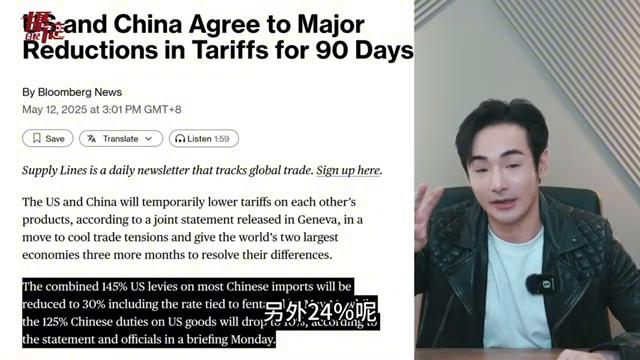 US and China Agree to Major
Reductions in Tariffs for 90 Days
By Bloomberg News
May 12, 2025 at 3:01 PM GMT+8
Save
Translate
Listen 1:59
Supply Lines is a daily newsletter that tracks global trade. Sign up here.
The US and China will temporarily lower tariffs on each other's
products, according to a joint statement released in Geneva, in a
move to cool trade tensions and give the world's two largest
economies three more months to resolve their differences.
The combined 145% US levies on most Chinese imports will be
reduced to 30% including the rate tied to
the 125% Chinese duties on US goods will drop to 10%, according to
the statement and officials in a briefing Monday.
另外24%呢